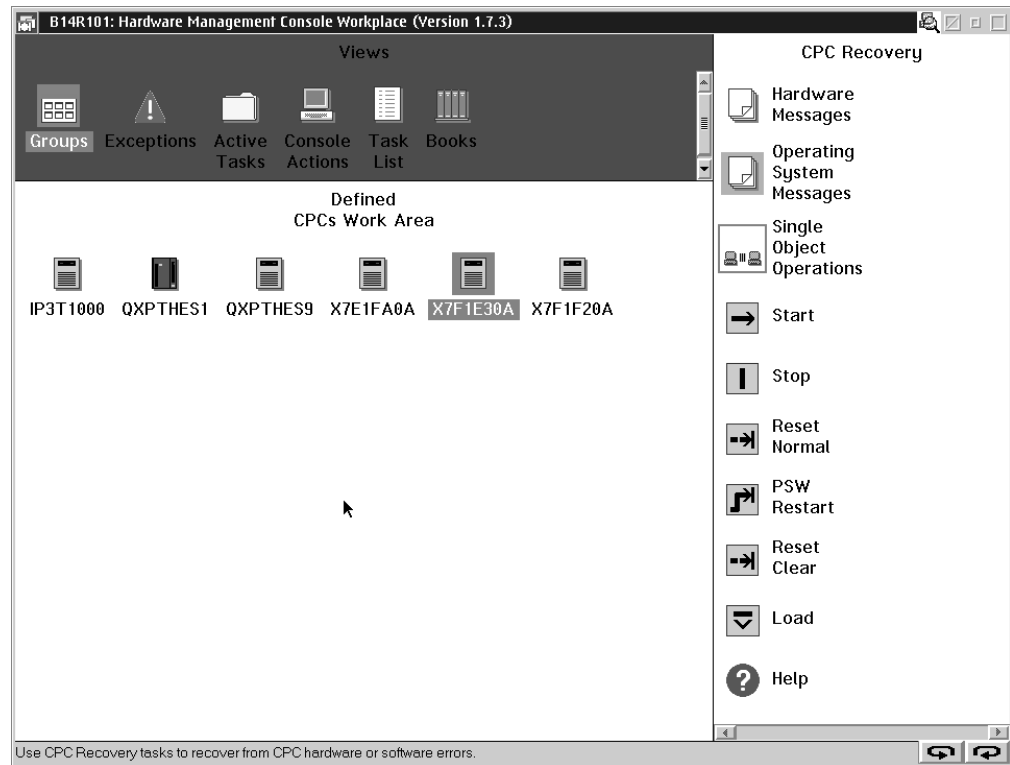 B14R101: Hardware Management Console Workplace (Version 1.7.3)
Views
Groups Exceptions Active Tasks Console Actions Task List Books
Defined
CPCs Work Area
IP3T1000 QXPTHES1 QXPTHES9 X7E1FA0A X7F1E30A X7F1F20A
CPC Recovery
Hardware
Messages
Operating
System
Messages
Single
Object
Operations
Start
Stop
Reset
Normal
PSW
Restart
Reset
Clear
Load
Help
Use CPC Recovery tasks to recover from CPC hardware or software errors.